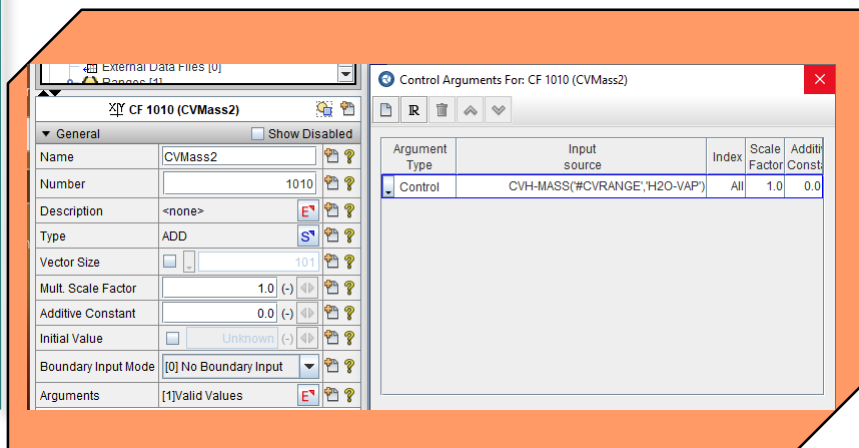 External Data Files [0]
Ranges [1]
CF 1010 (CVMass2)
General Show Disabled
Name CVMass2
Number 1010
Description <none> E
Type ADD S
Vector Size 101
Mult. Scale Factor 1.0 (-)
Additive Constant 0.0 (-)
Initial Value Unknown (-)
Boundary Input Mode [0] No Boundary Input
Arguments [1]Valid Values E
Control Arguments For: CF 1010 (CVMass2)
R
Argument Type Input source Index Scale Factor Additi Consta
Control CVH-MASS('#CVRANGE','H2O-VAP') All 1.0 0.0